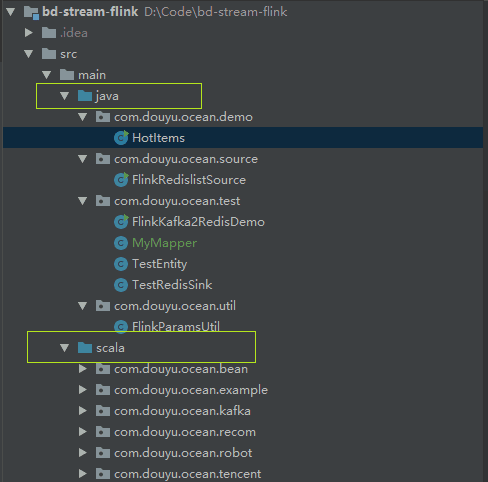 bd-stream-flink D:\Code\bd-stream-flink
.idea
src
main
java
com.douyu.ocean.demo
HotItems
com.douyu.ocean.source
FlinkRedislistSource
com.douyu.ocean.test
FlinkKafka2RedisDemo
MyMapper
TestEntity
TestRedisSink
com.douyu.ocean.util
FlinkParamsUtil
scala
com.douyu.ocean.bean
com.douyu.ocean.example
com.douyu.ocean.kafka
com.douyu.ocean.recom
com.douyu.ocean.robot
com.douyu.ocean.tencent